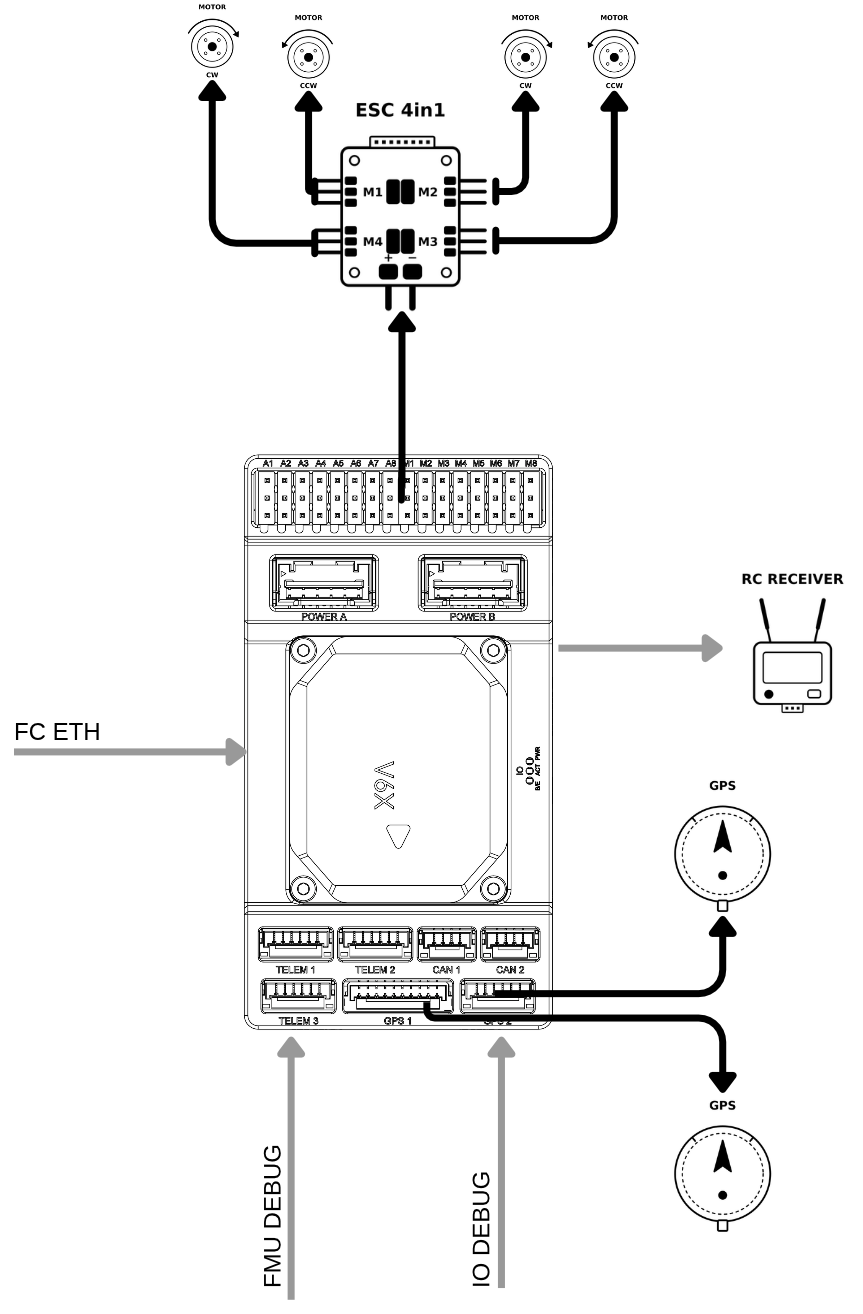 MOTOR
MOTOR
MOTOR
MOTOR
CW
CCW
CW
CCW
ESC 4in1
M1 M2
M4 M3
+ −
A1 A2 A3 A4 A5 A6 A7 A8 M1 M2 M3 M4 M5 M6 M7 M8
POWER A POWER B
RC RECEIVER
FC ETH
IO
B/E ACT PWR
V6X
GPS
TELEM 1 TELEM 2 CAN 1 CAN 2
TELEM 3 GPS 1 GPS 2
GPS
FMU DEBUG
IO DEBUG